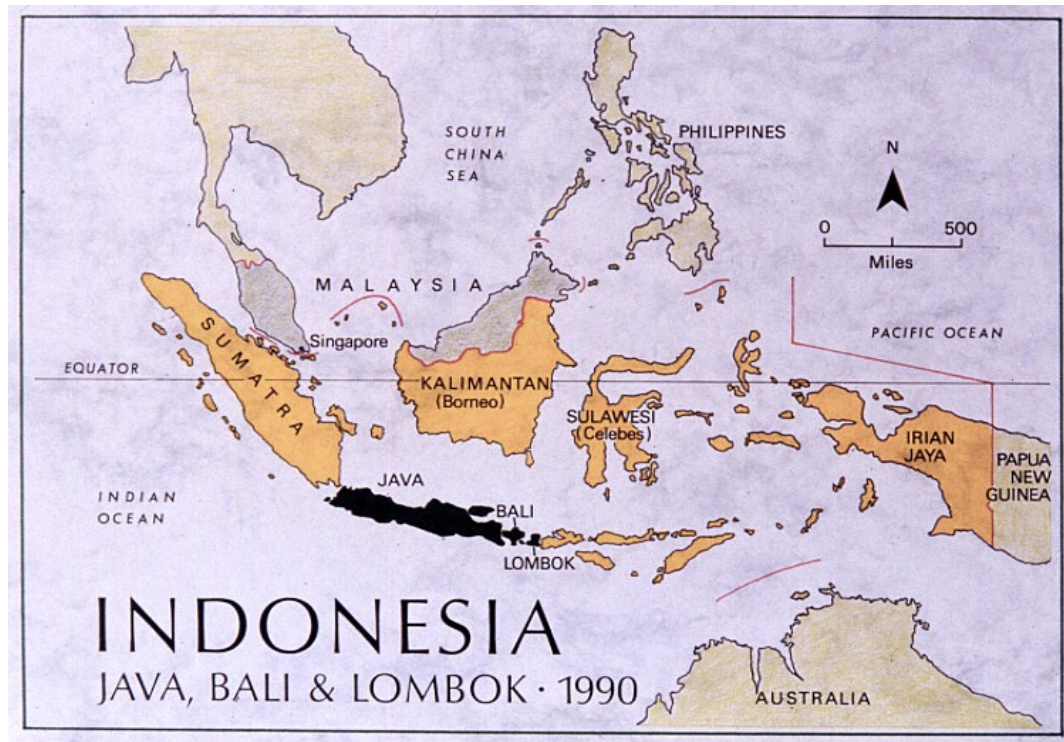 SOUTH
CHINA
SEA
PHILIPPINES
N
0 500
Miles
MALAYSIA
Singapore
PACIFIC OCEAN
EQUATOR
SUMATRA
KALIMANTAN
(Borneo)
SULAWESI
(Celebes)
IRIAN
JAYA
PAPUA
NEW
GUINEA
INDIAN
OCEAN
JAVA
BALI
LOMBOK
INDONESIA
JAVA, BALI & LOMBOK · 1990
AUSTRALIA